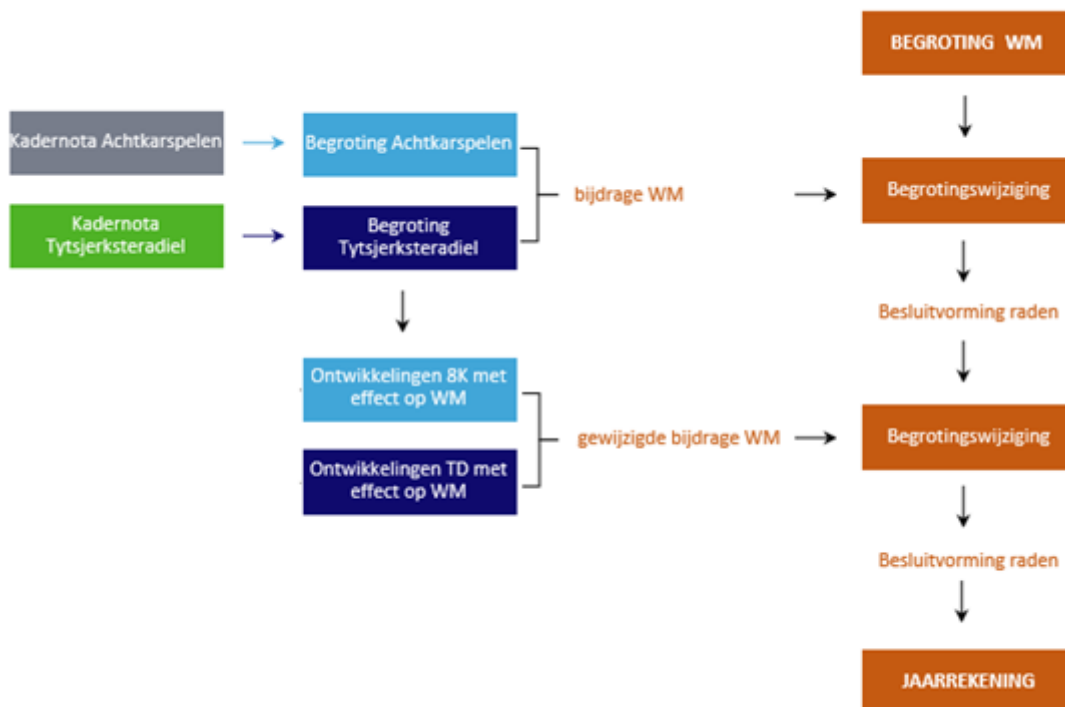 BEGROTING WM
Kadernota Achtkarspelen
Begroting Achtkarspelen
Kadernota
Tytsjerksteradiel
Begroting
Tytsjerksteradiel
bijdrage WM
Begrotingswijziging
Besluitvorming raden
Ontwikkelingen 8K met
effect op WM
Ontwikkelingen TD met
effect op WM
gewijzigde bijdrage WM
Begrotingswijziging
Besluitvorming raden
JAARREKENING